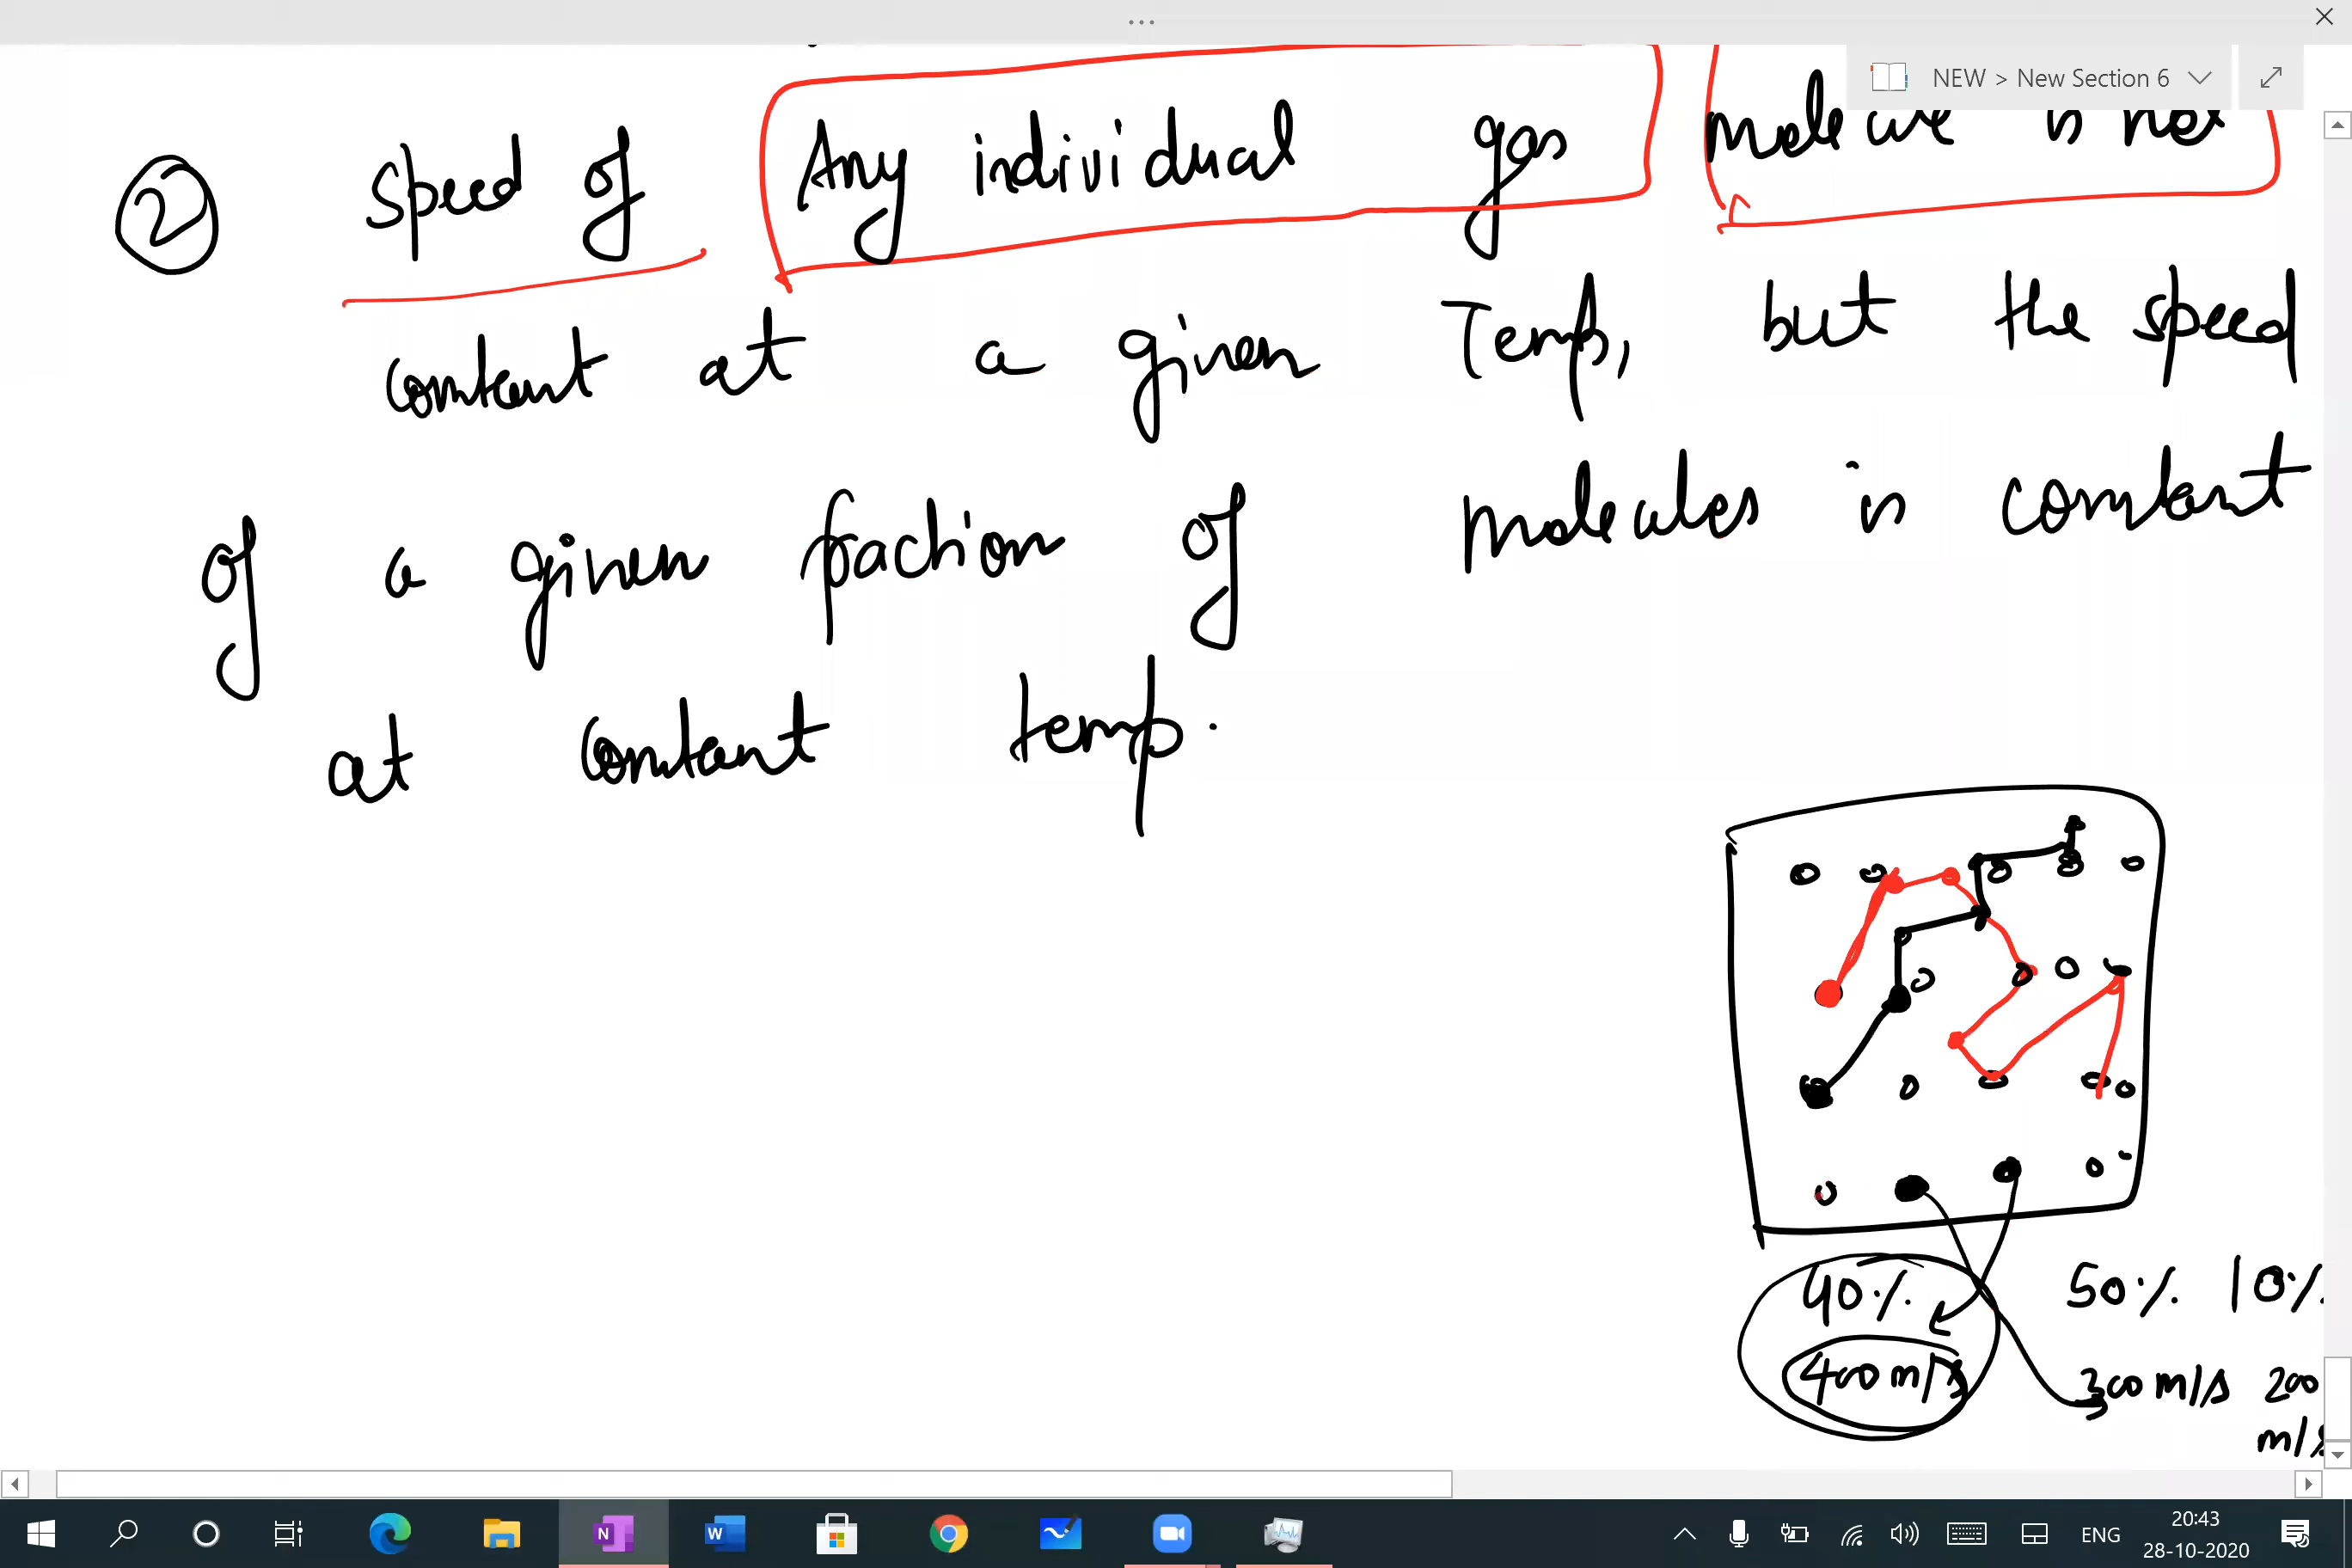 ...
NEW > New Section 6
② Speed of Any individual gas molecule is not
constant at a given Temp, but the speed
of a given fraction of molecules is constant
at constant temp.
40% 50% 10%
400 m/s 300 m/s 200
m/s
ENG
20:43
28-10-2020